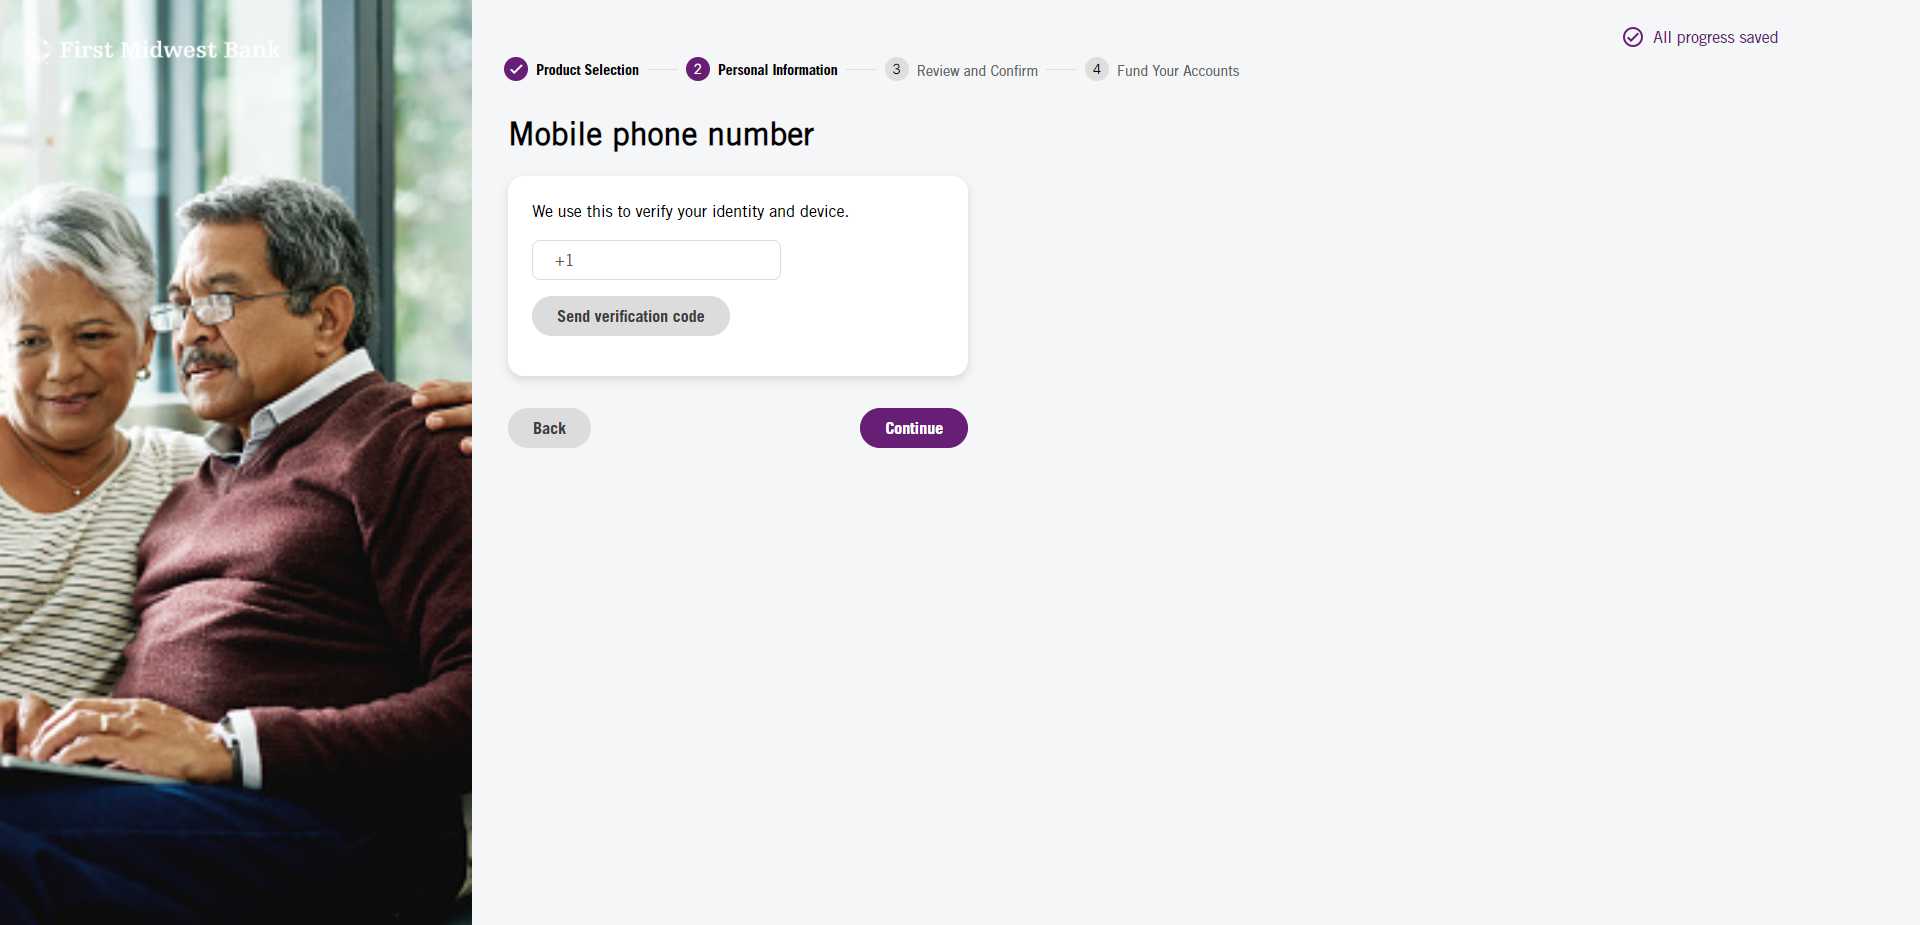 First Midwest Bank
All progress saved
Product Selection
2 Personal Information
3 Review and Confirm
4 Fund Your Accounts
Mobile phone number
We use this to verify your identity and device.
+1
Send verification code
Back
Continue